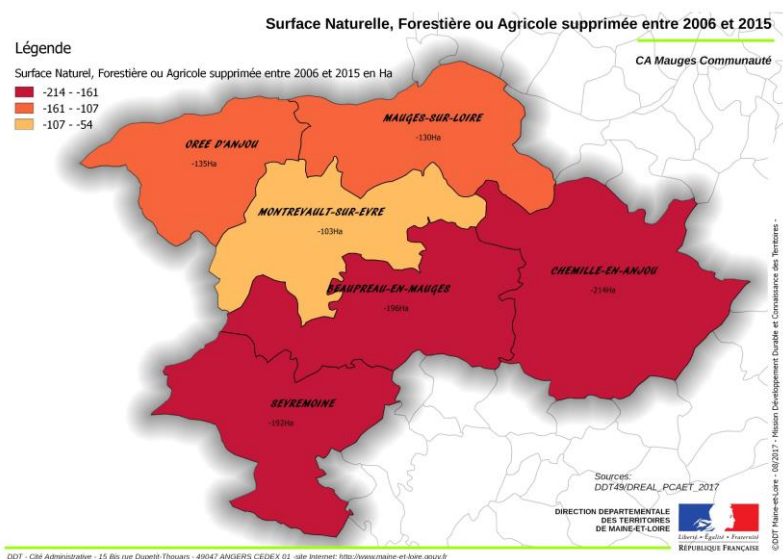 Surface Naturelle, Forestière ou Agricole supprimée entre 2006 et 2015
CA Mauges Communauté
Légende
Surface Naturel, Forestière ou Agricole supprimée entre 2006 et 2015 en Ha
-214 - -161
-161 - -107
-107 - -54
MAUGES-SUR-LOIRE
-130Ha
OREE D'ANJOU
-135Ha
MONTREVAULT-SUR-EVRE
-103Ha
CHEMILLE-EN-ANJOU
-214Ha
BEAUPREAU-EN-MAUGES
-196Ha
SEVREMOINE
-192Ha
Sources:
DDT49/DREAL_PCAET_2017
DIRECTION DEPARTEMENTALE
DES TERRITOIRES
DE MAINE-ET-LOIRE
Liberté • Égalité • Fraternité
RÉPUBLIQUE FRANÇAISE
©DDT Maine-et-Loire - 08/2017 - Mission Développement Durable et Connaissance des Territoires -
DDT - Cité Administrative - 15 Bis rue Dupetit-Thouars - 49047 ANGERS CEDEX 01 -site Internet: http://www.maine-et-loire.gouv.fr